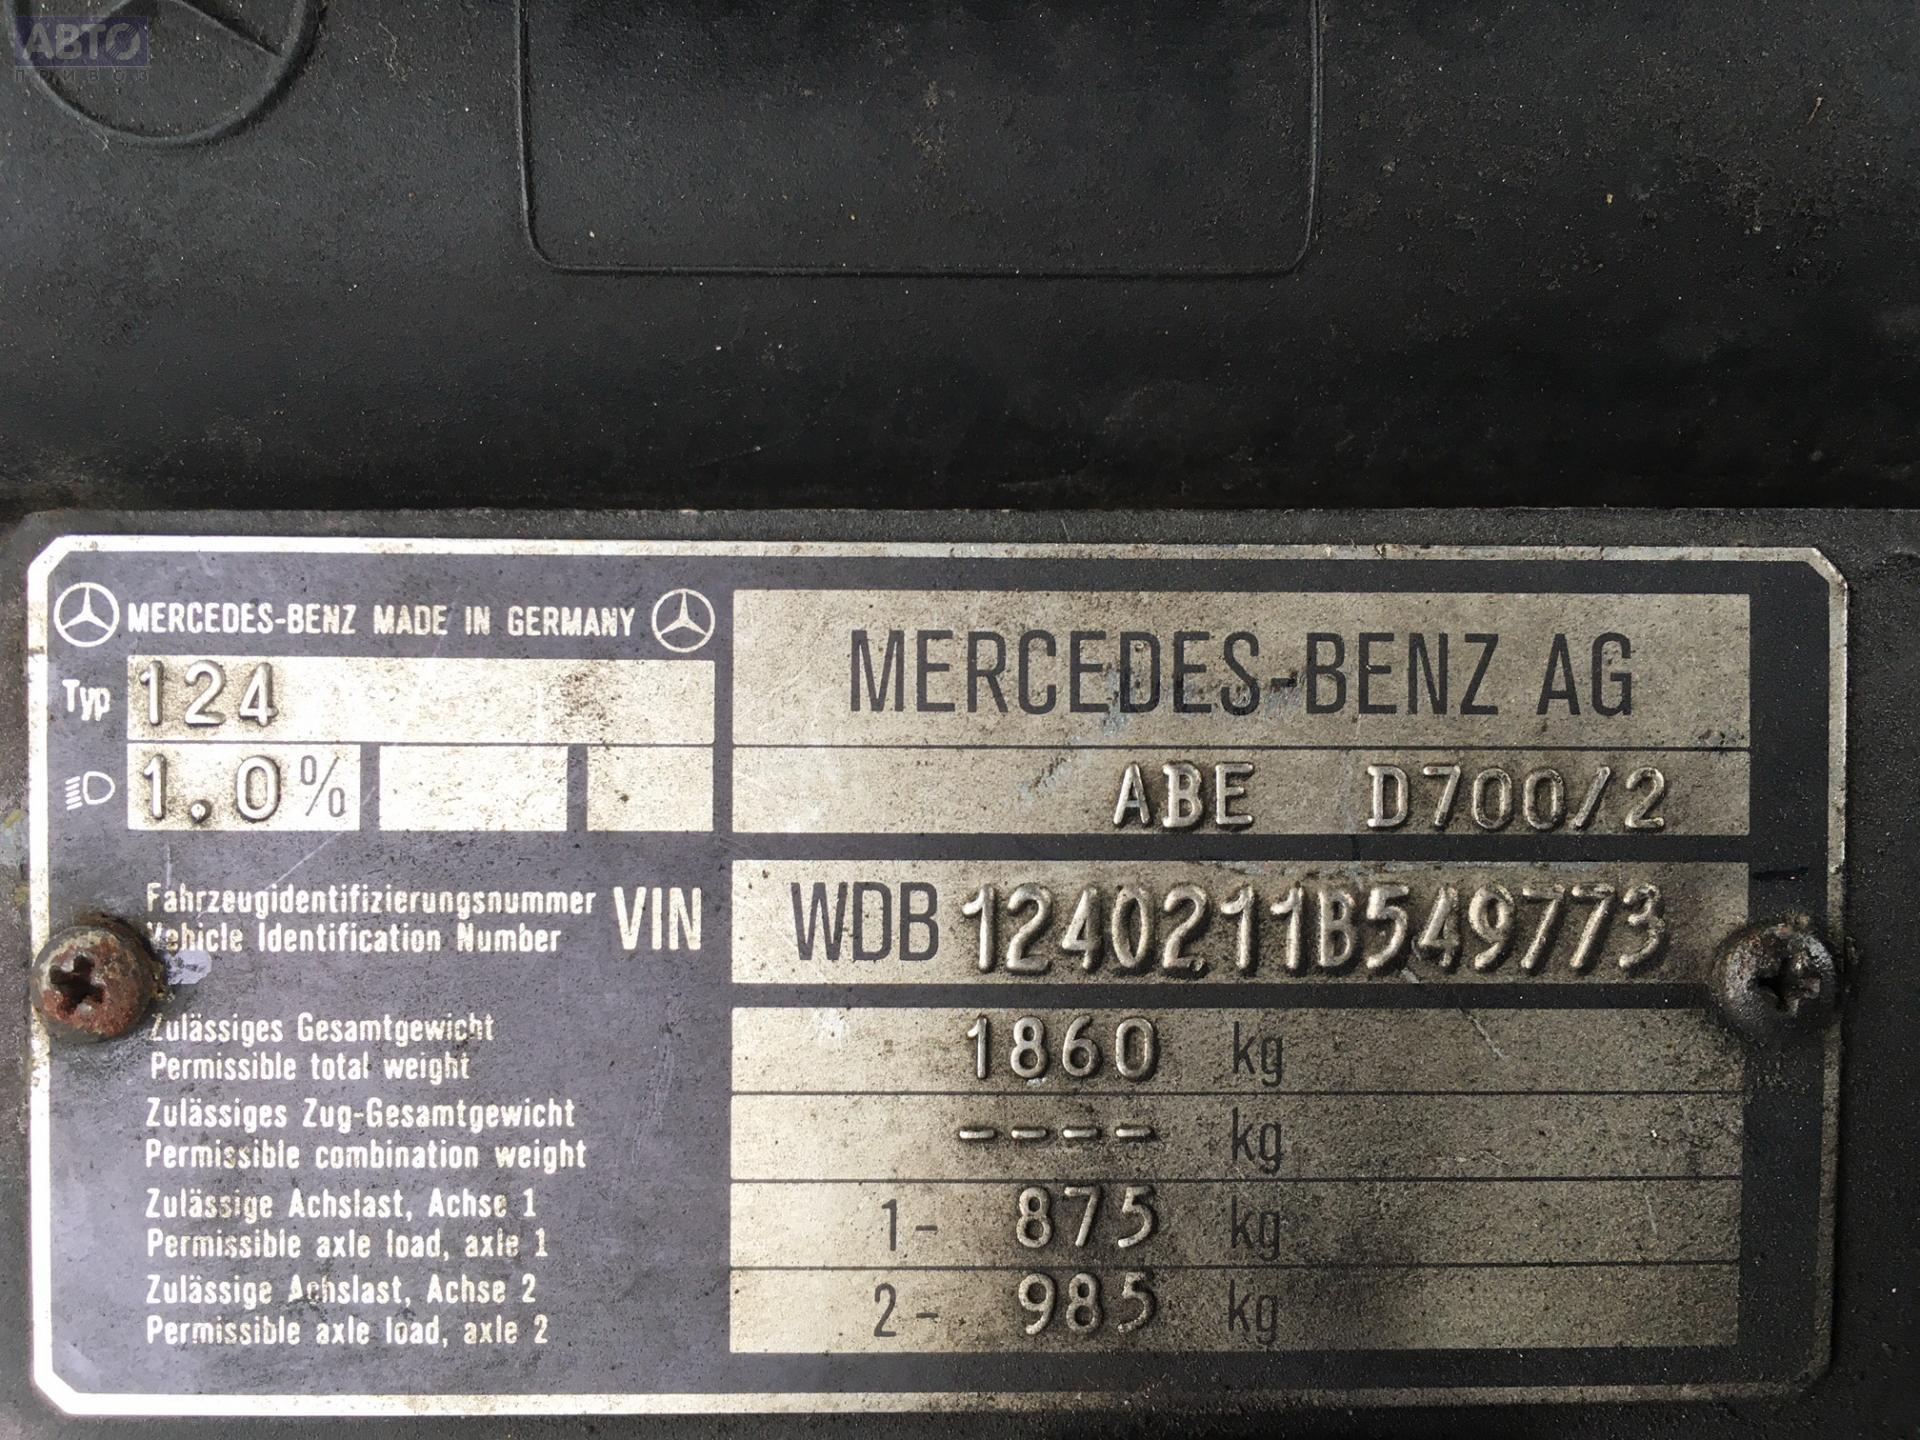 АВТО
ПРИВОЗ
MERCEDES-BENZ MADE IN GERMANY
Typ 124
1.0%
MERCEDES-BENZ AG
ABE D700/2
Fahrzeugidentifizierungsnummer
Vehicle Identification Number
VIN WDB 12402111B549773
Zulässiges Gesamtgewicht
Permissible total weight
1860 kg
Zulässiges Zug-Gesamtgewicht
Permissible combination weight
---- kg
Zulässige Achslast, Achse 1
Permissible axle load, axle 1
1- 875 kg
Zulässige Achslast, Achse 2
Permissible axle load, axle 2
2- 985 kg